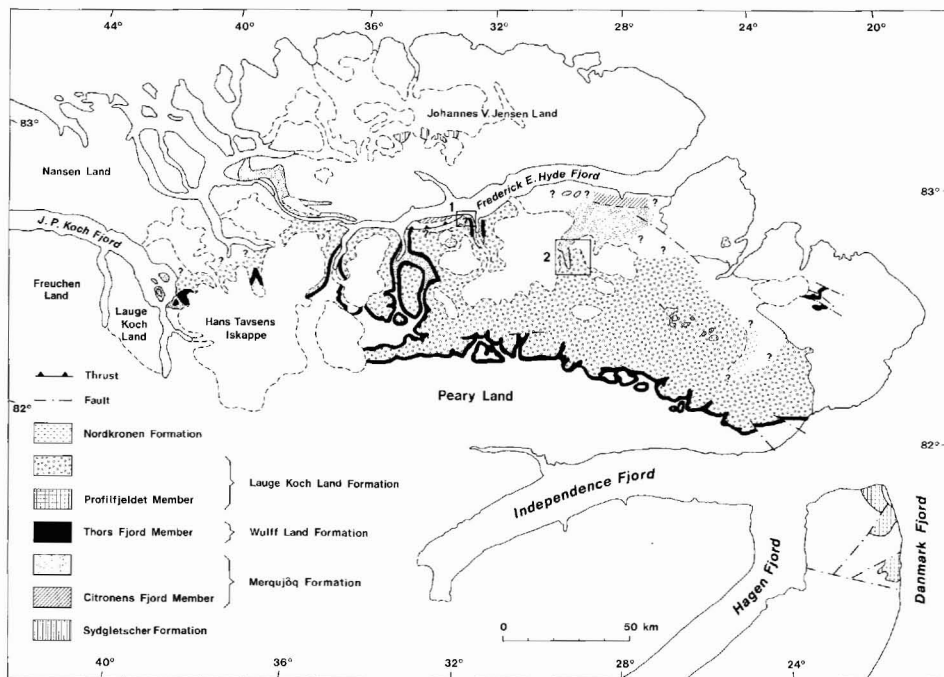 44° 40° 36° 32° 28° 24° 20°
83°
Johannes V. Jensen Land
Nansen Land
Frederick E. Hyde Fjord
83°
? ? ?
1
?
J. P. Koch Fjord
?
?
2
?
?
Freuchen Land
Lauge Koch Land
Hans Tavsens Iskappe
?
?
?
Thrust
Peary Land
Fault
82°
82°
Nordkronen Formation
Lauge Koch Land Formation
Profilfjeldet Member
Independence Fjord
Thors Fjord Member
Wulff Land Formation
Merqujôq Formation
Citronens Fjord Member
Hagen Fjord
Danmark Fjord
Sydgletscher Formation
0 50 km
40° 36° 32° 28° 24°